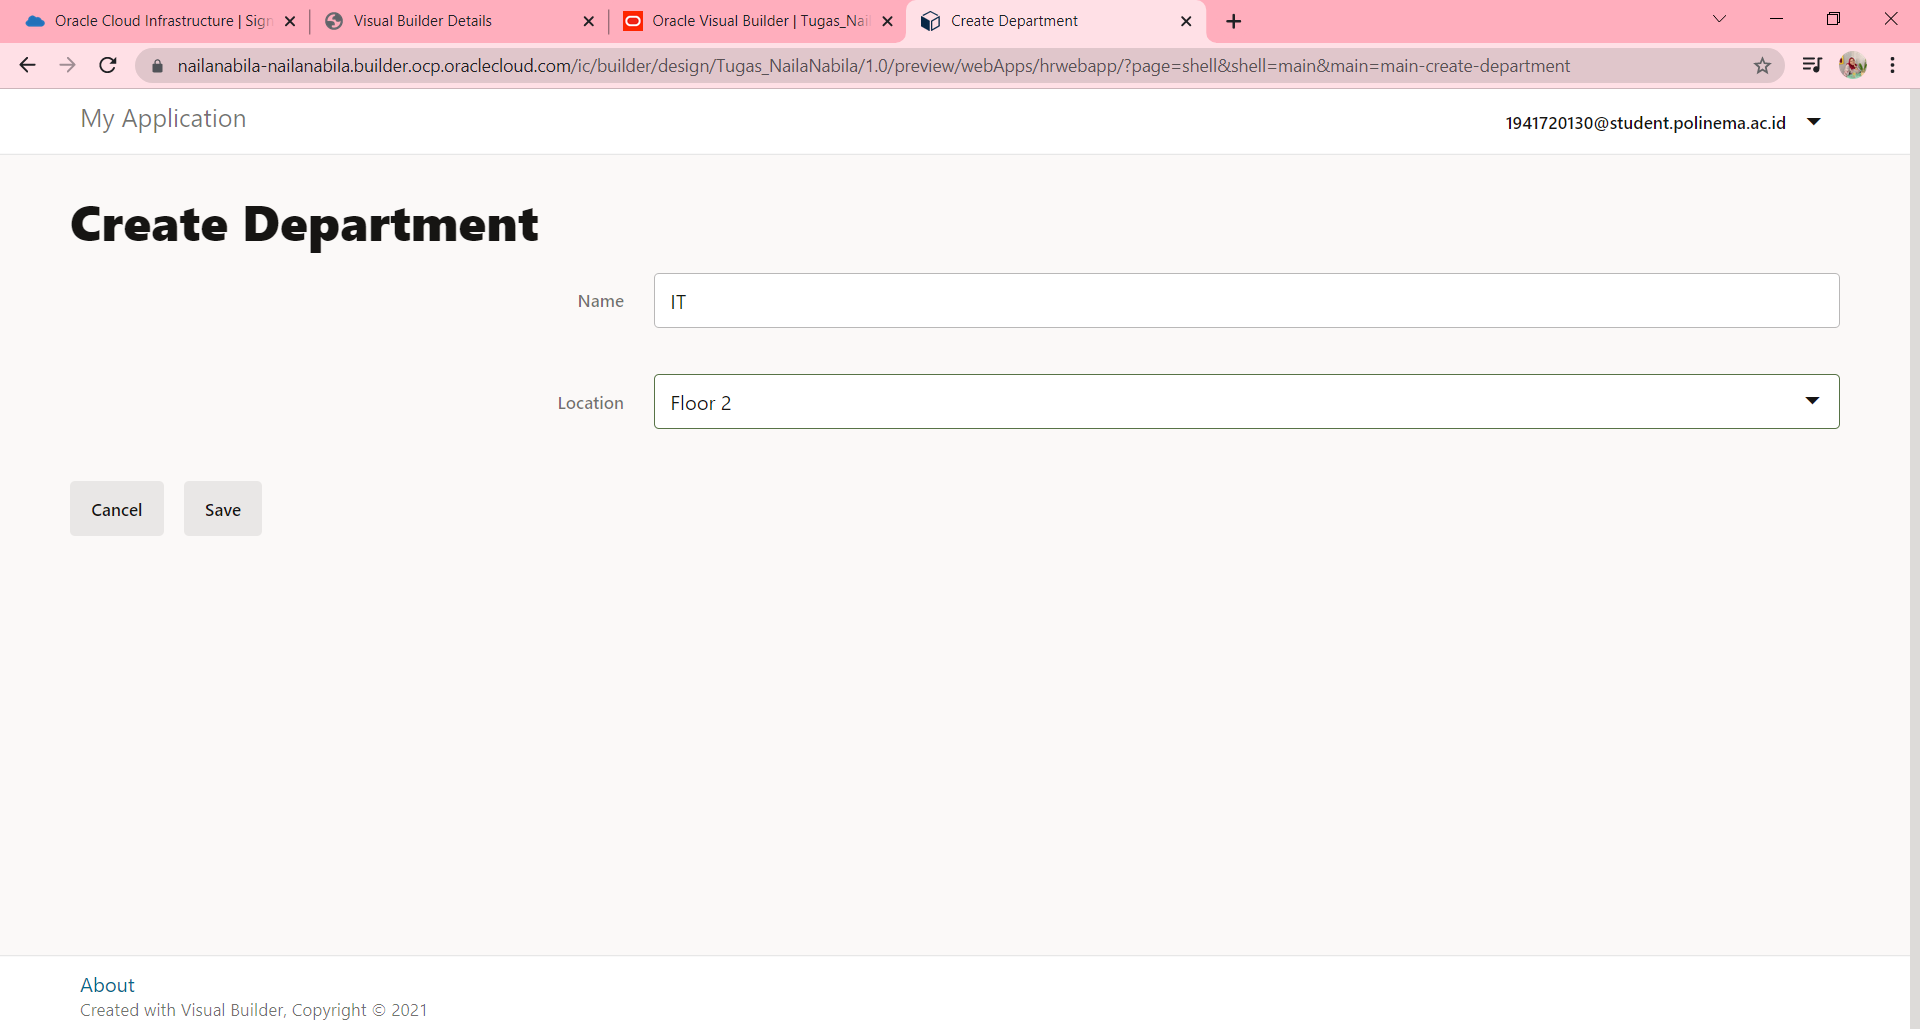 Oracle Cloud Infrastructure | Sign
Visual Builder Details
Oracle Visual Builder | Tugas_Nail
Create Department
nailanabila-nailanabila.builder.ocp.oraclecloud.com/ic/builder/design/Tugas_NailaNabila/1.0/preview/webApps/hrwebapp/?page=shell&shell=main&main=main-create-department
My Application
1941720130@student.polinema.ac.id
Create Department
Name
IT
Location
Floor 2
Cancel
Save
About
Created with Visual Builder, Copyright © 2021